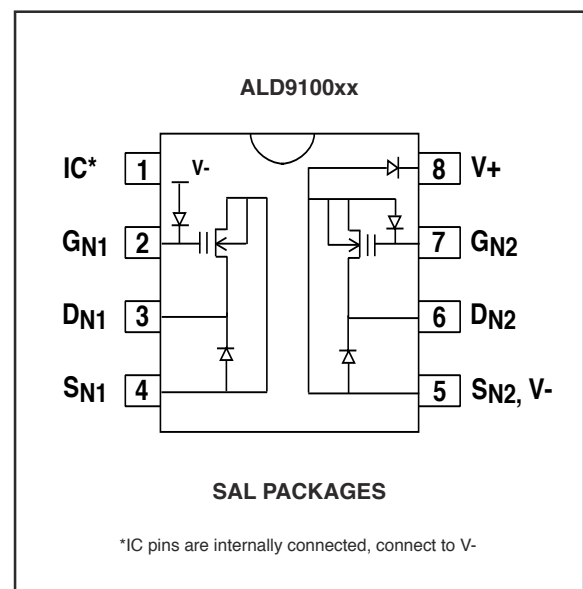 ALD9100xx
IC* 1 V- 8 V+
GN1 2 7 GN2
DN1 3 6 DN2
SN1 4 5 SN2, V-
SAL PACKAGES
*IC pins are internally connected, connect to V-